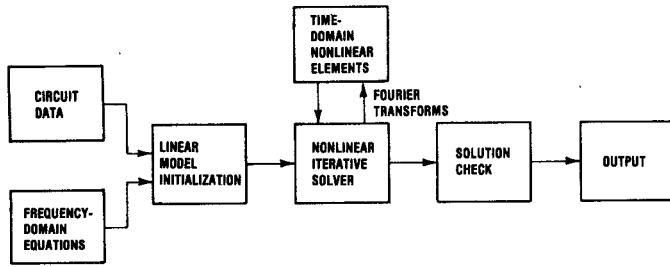 TIME-
DOMAIN
NONLINEAR
ELEMENTS
CIRCUIT
DATA
FOURIER
TRANSFORMS
LINEAR
MODEL
INITIALIZATION
NONLINEAR
ITERATIVE
SOLVER
SOLUTION
CHECK
OUTPUT
FREQUENCY-
DOMAIN
EQUATIONS